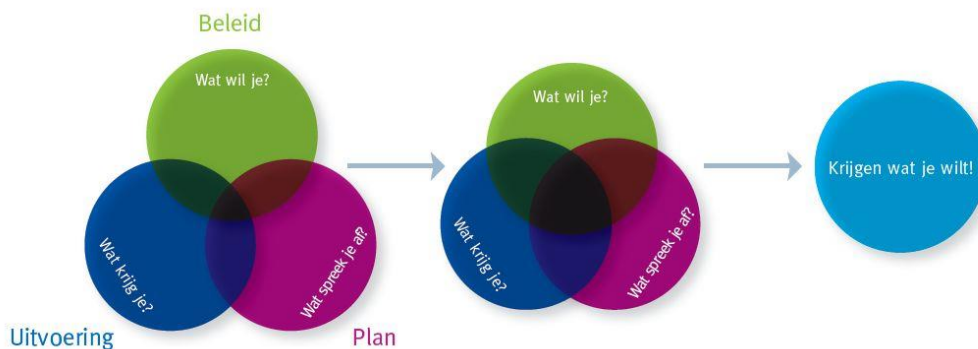 Beleid
Wat wil je?
Wat krijg je?
Wat spreek je af?
Uitvoering
Plan
Wat wil je?
Wat krijg je?
Wat spreek je af?
Krijgen wat je wilt!